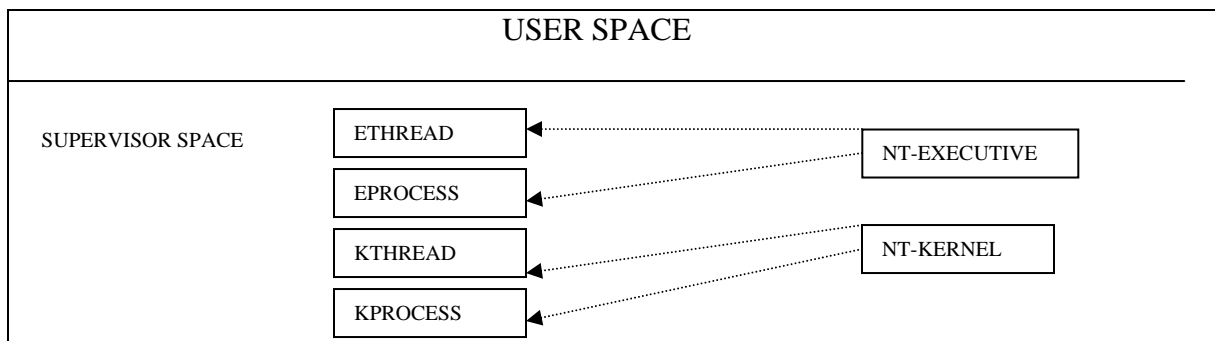 USER SPACE
SUPERVISOR SPACE
ETHREAD
NT-EXECUTIVE
EPROCESS
KTHREAD
NT-KERNEL
KPROCESS